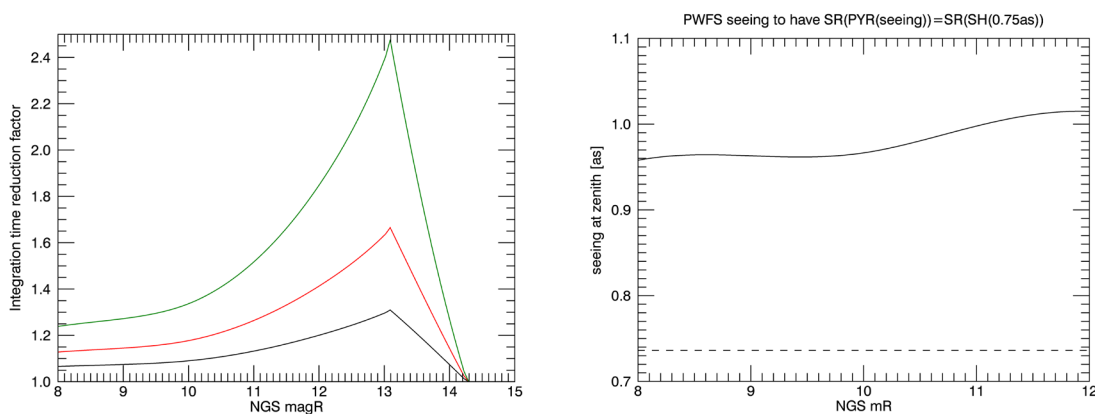 2.4
2.2
2.0
1.8
1.6
1.4
1.2
1.0
Integration time reduction factor
8 9 10 11 12 13 14 15
NGS magR
PWFS seeing to have SR(PYR(seeing))=SR(SH(0.75as))
1.1
1.0
0.9
0.8
0.7
seeing at zenith [as]
8 9 10 11 12
NGS mR